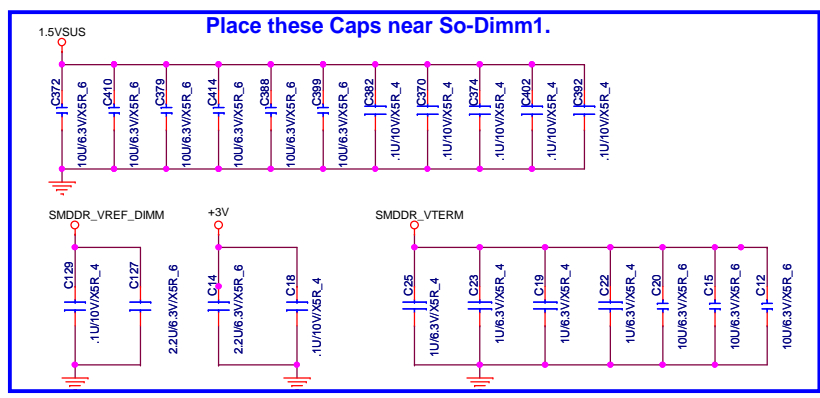 Place these Caps near So-Dimm1.
1.5VSUS
C372
10U/6.3V/X5R_6
C410
10U/6.3V/X5R_6
C379
10U/6.3V/X5R_6
C414
10U/6.3V/X5R_6
C388
10U/6.3V/X5R_6
C399
10U/6.3V/X5R_6
C382
.1U/10V/X5R_4
C370
.1U/10V/X5R_4
C374
.1U/10V/X5R_4
C402
.1U/10V/X5R_4
C392
.1U/10V/X5R_4
SMDDR_VREF_DIMM
C129
.1U/10V/X5R_4
C127
2.2U/6.3V/X5R_6
+3V
C14
2.2U/6.3V/X5R_6
C18
.1U/10V/X5R_4
SMDDR_VTERM
C25
1U/6.3V/X5R_4
C23
1U/6.3V/X5R_4
C19
1U/6.3V/X5R_4
C22
1U/6.3V/X5R_4
C20
10U/6.3V/X5R_6
C15
10U/6.3V/X5R_6
C12
10U/6.3V/X5R_6